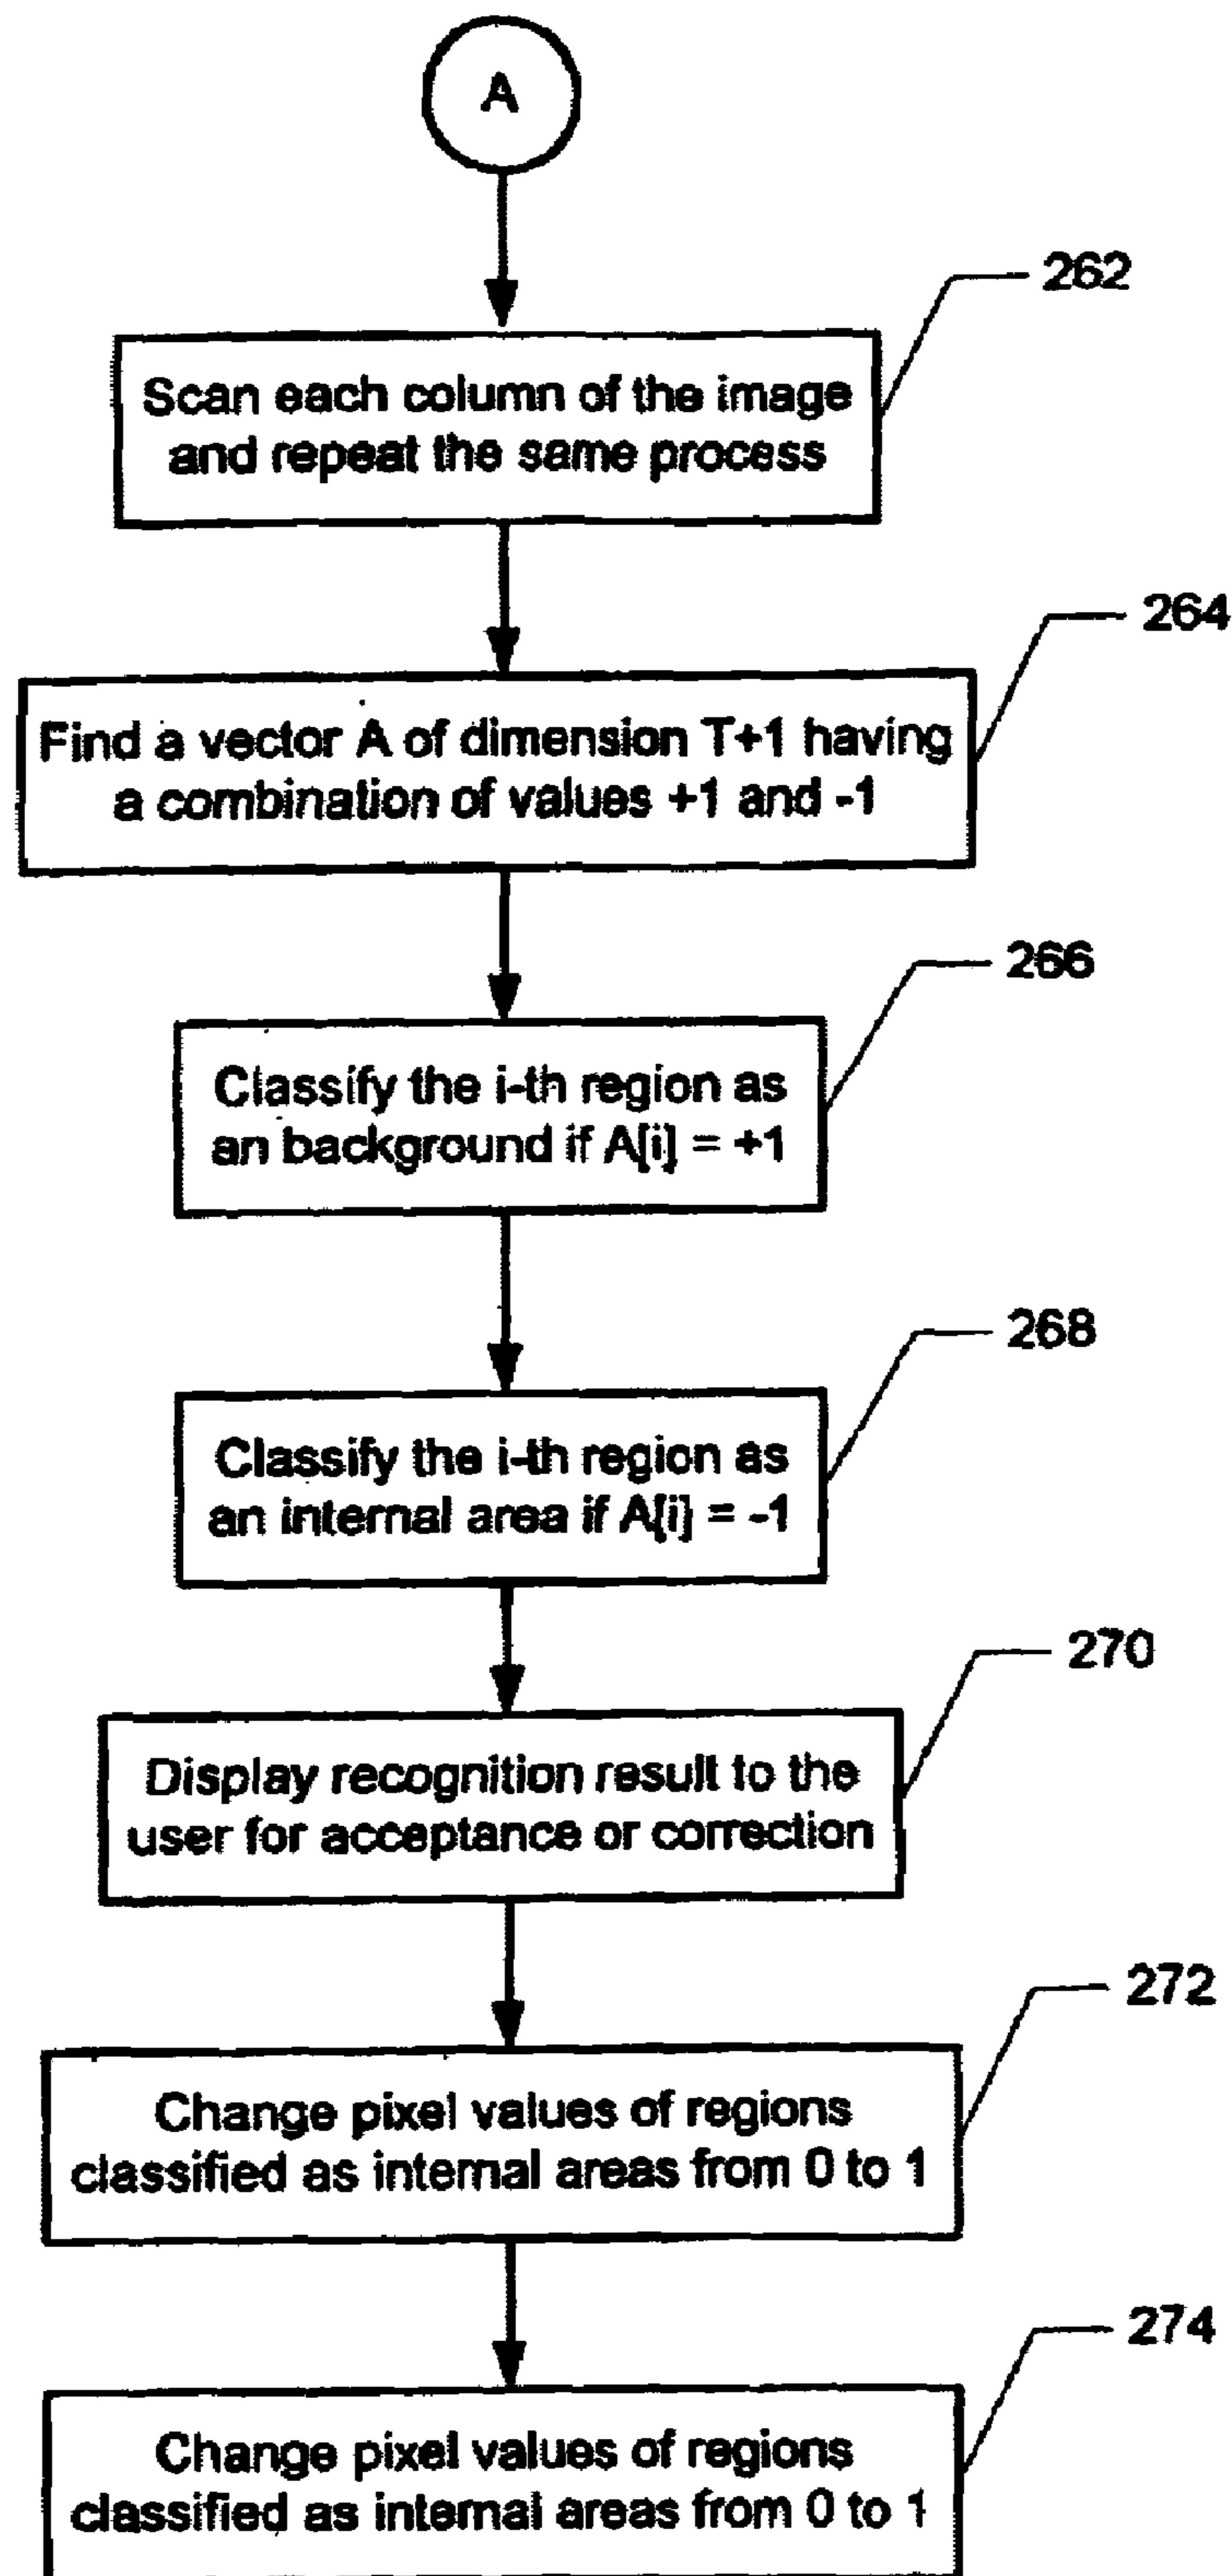 A
262
Scan each column of the image
and repeat the same process
264
Find a vector A of dimension T+1 having
a combination of values +1 and -1
266
Classify the i-th region as
an background if A[i] = +1
268
Classify the i-th region as
an internal area if A[i] = -1
270
Display recognition result to the
user for acceptance or correction
272
Change pixel values of regions
classified as internal areas from 0 to 1
274
Change pixel values of regions
classified as internal areas from 0 to 1